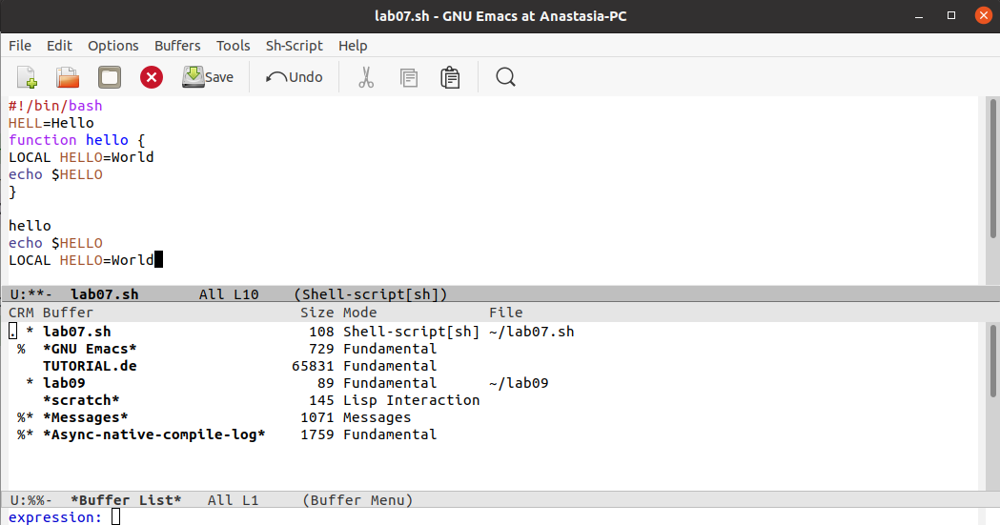 lab07.sh - GNU Emacs at Anastasia-PC
File Edit Options Buffers Tools Sh-Script Help
Save Undo
#!/bin/bash
HELL=Hello
function hello {
LOCAL HELLO=World
echo $HELLO
}
hello
echo $HELLO
LOCAL HELLO=World
U:**-  lab07.sh       All L10    (Shell-script[sh])
CRM Buffer                        Size Mode             File
. * lab07.sh                       108 Shell-script[sh] ~/lab07.sh
%  *GNU Emacs*                    729 Fundamental
TUTORIAL.de                  65831 Fundamental
* lab09                           89 Fundamental      ~/lab09
*scratch*                      145 Lisp Interaction
%* *Messages*                    1071 Messages
%* *Async-native-compile-log*    1759 Fundamental
U:%%-  *Buffer List*   All L1     (Buffer Menu)
expression: